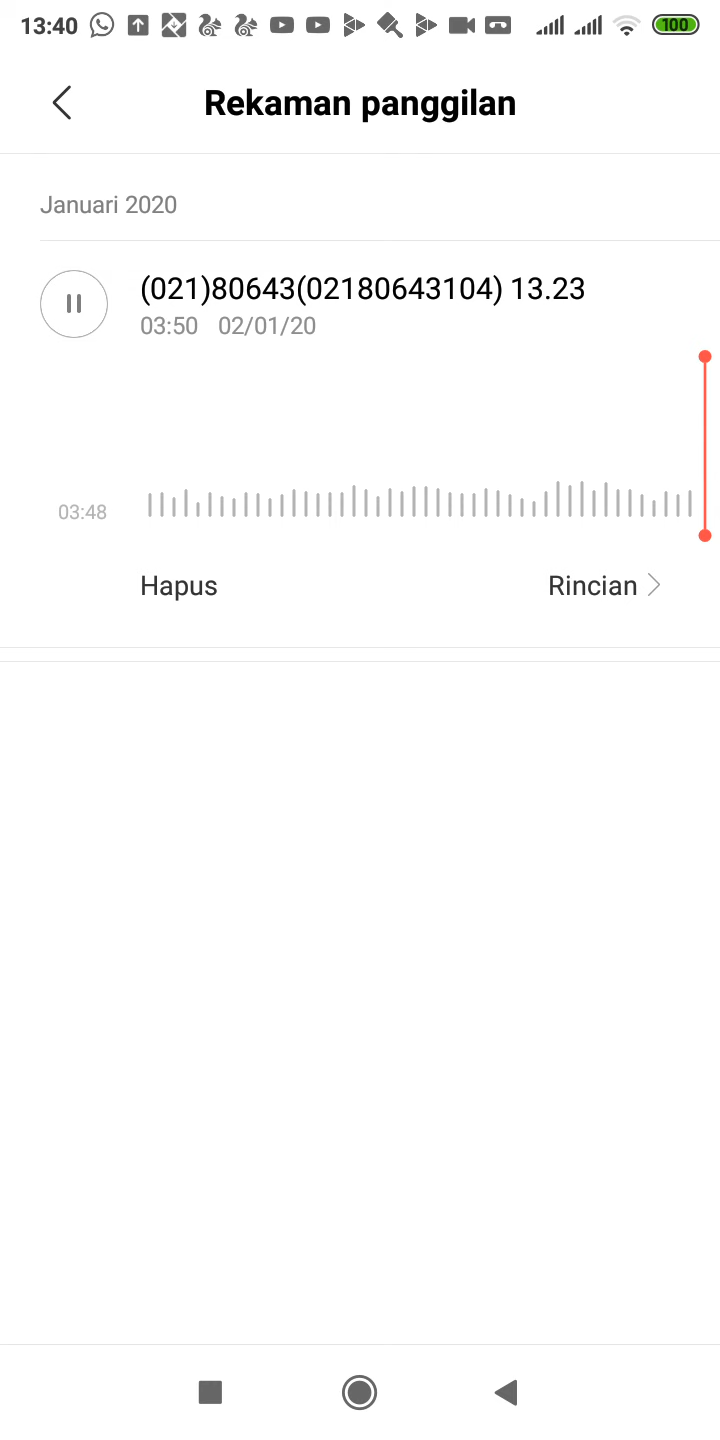 13:40 100
Rekaman panggilan
Januari 2020
(021)80643(02180643104) 13.23
03:50 02/01/20
03:48
Hapus Rincian